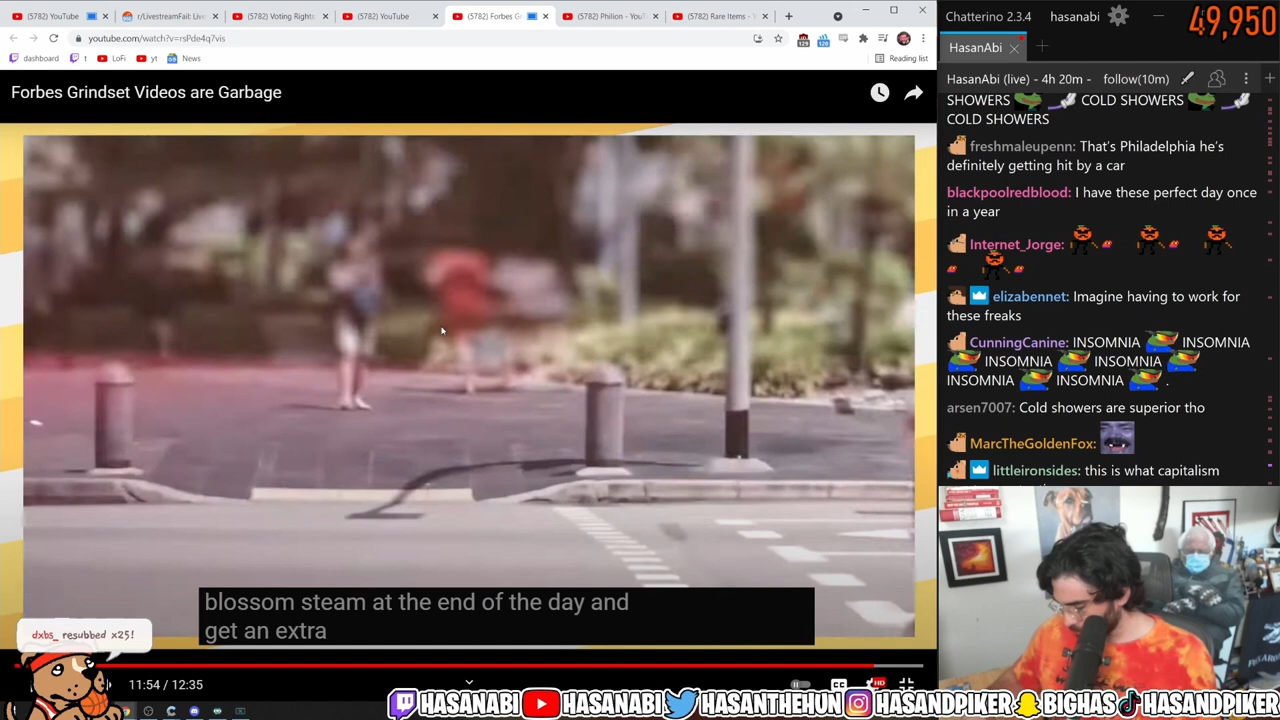 (5782) YouTube
r/LivestreamFail: Live
(5782) Voting Rights
(5782) YouTube
(5782) Forbes G
(5782) Philion - YouT
(5782) Rare Items - Y
Chatterino 2.3.4
hasanabi
49,950
youtube.com/watch?v=rsPde4q7vis
129
120
HasanAbi
dashboard
t
LoFi
yt
News
Reading list
HasanAbi (live) - 4h 20m -
follow(10m)
Forbes Grindset Videos are Garbage
SHOWERS COLD SHOWERS
COLD SHOWERS
freshmaleupenn: That's Philadelphia he's
definitely getting hit by a car
blackpoolredblood: I have these perfect day once
in a year
Internet_Jorge:
elizabennet: Imagine having to work for
these freaks
CunningCanine: INSOMNIA INSOMNIA
INSOMNIA INSOMNIA
INSOMNIA INSOMNIA .
arsen7007: Cold showers are superior tho
MarcTheGoldenFox:
littleironsides: this is what capitalism
blossom steam at the end of the day and
get an extra
dxbs_ resubbed x25!
11:54 / 12:35
CC
HD
HASANABI HASANABI HASANTHEHUN HASANDPIKER BIGHAS HASANDPIKER